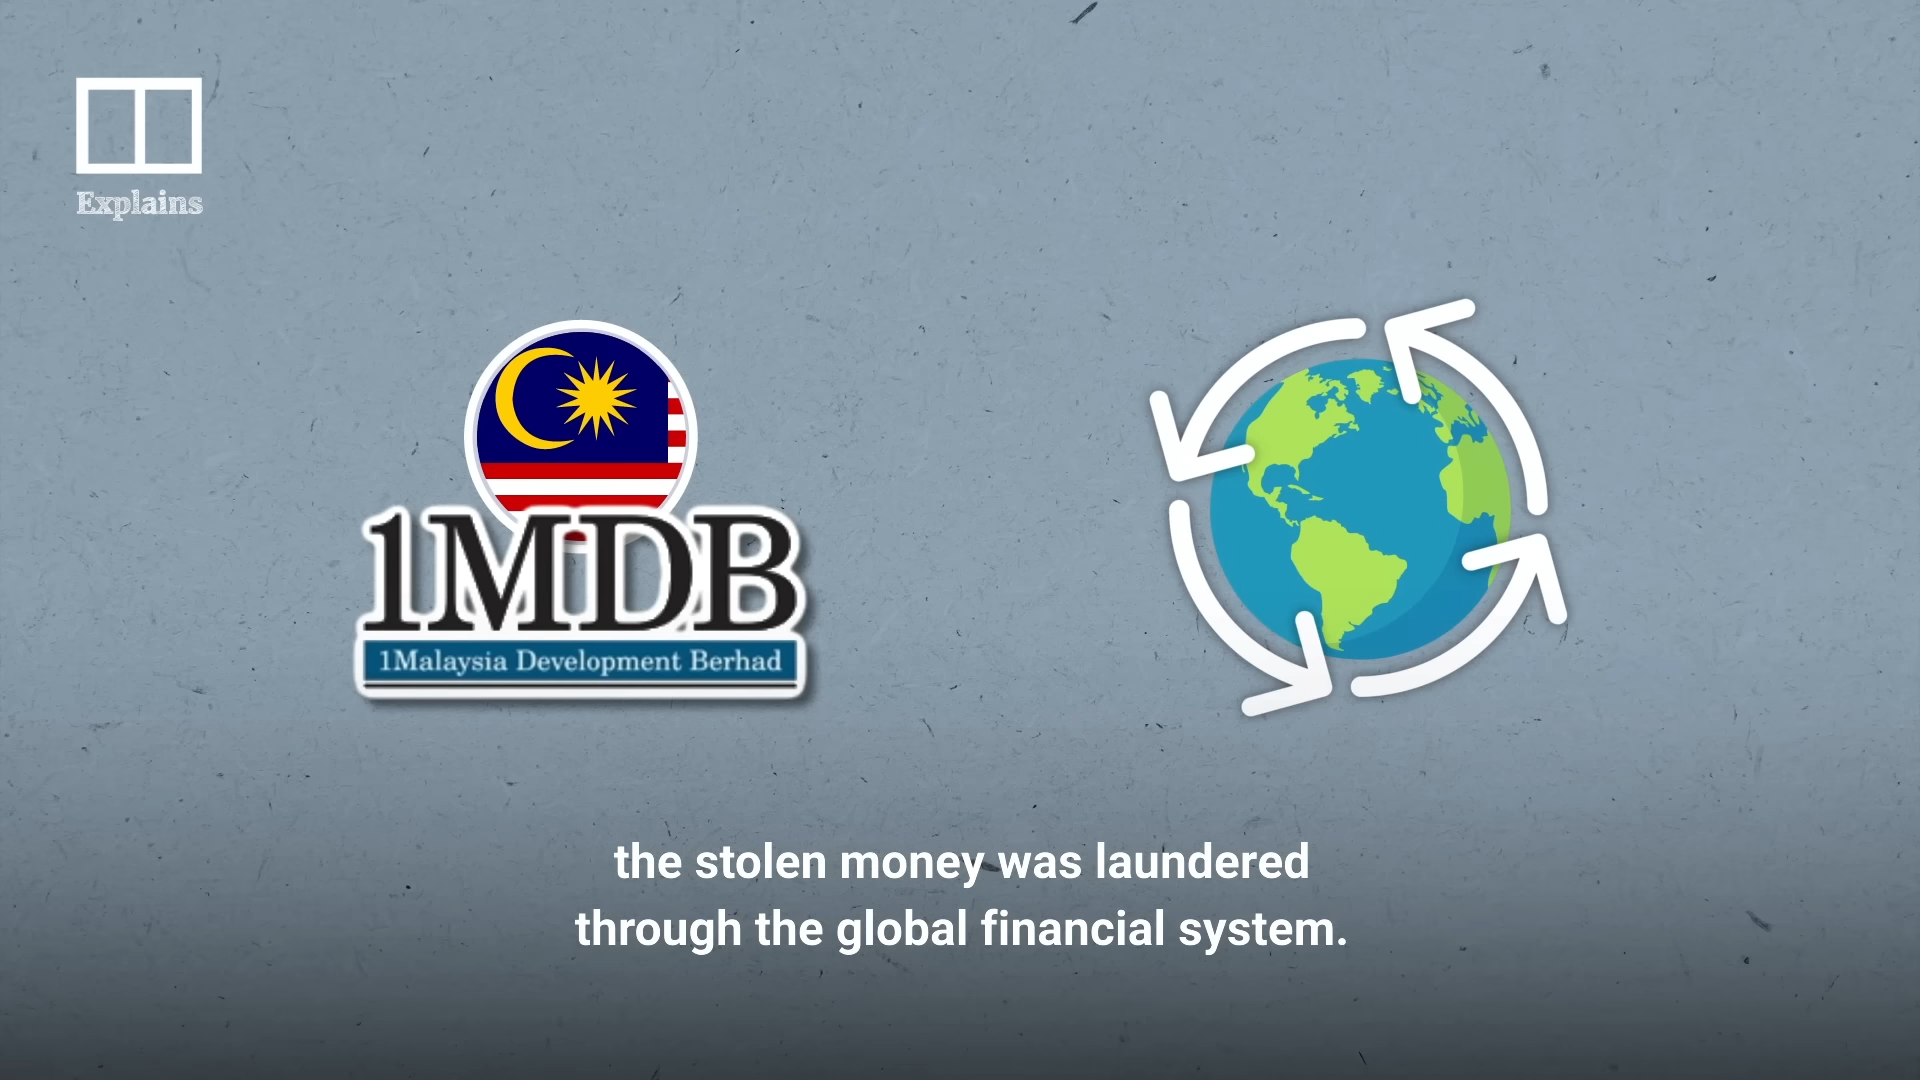 Explains
1MDB
1Malaysia Development Berhad
the stolen money was laundered
through the global financial system.